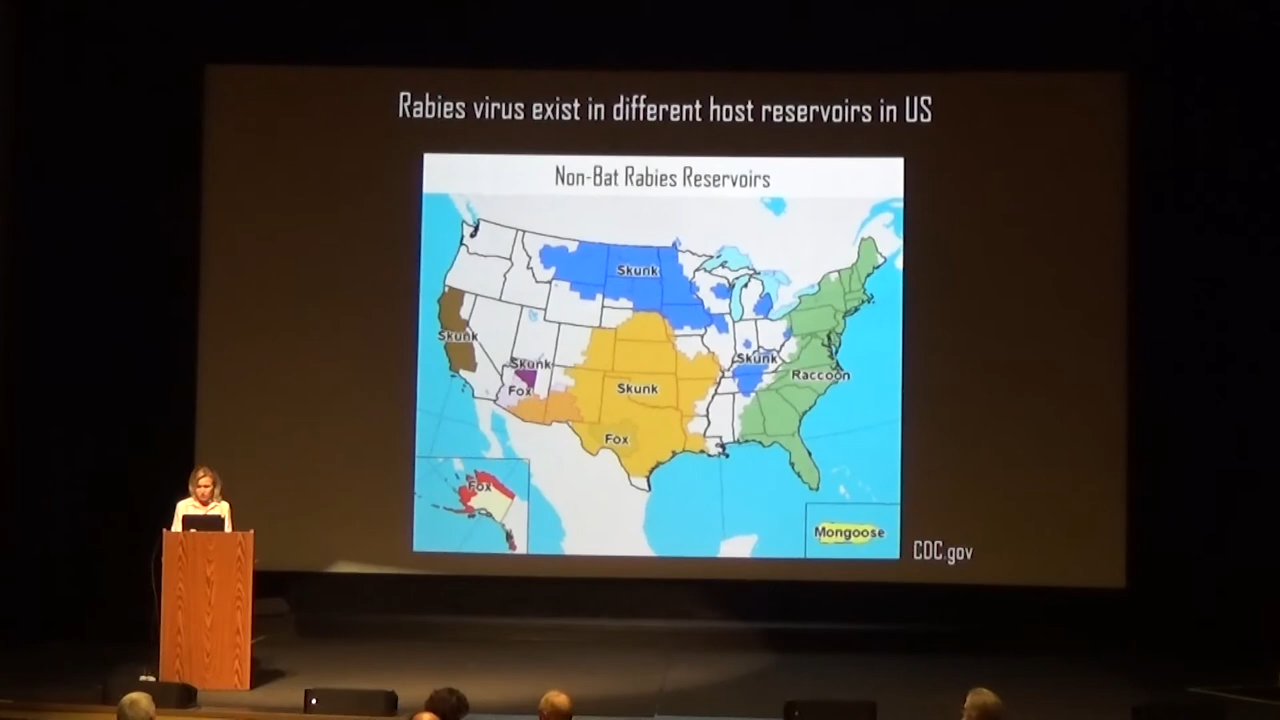 Rabies virus exist in different host reservoirs in US
Non-Bat Rabies Reservoirs
Skunk
Skunk
Skunk
Skunk
Raccoon
Fox
Skunk
Fox
Fox
Mongoose
CDC.gov